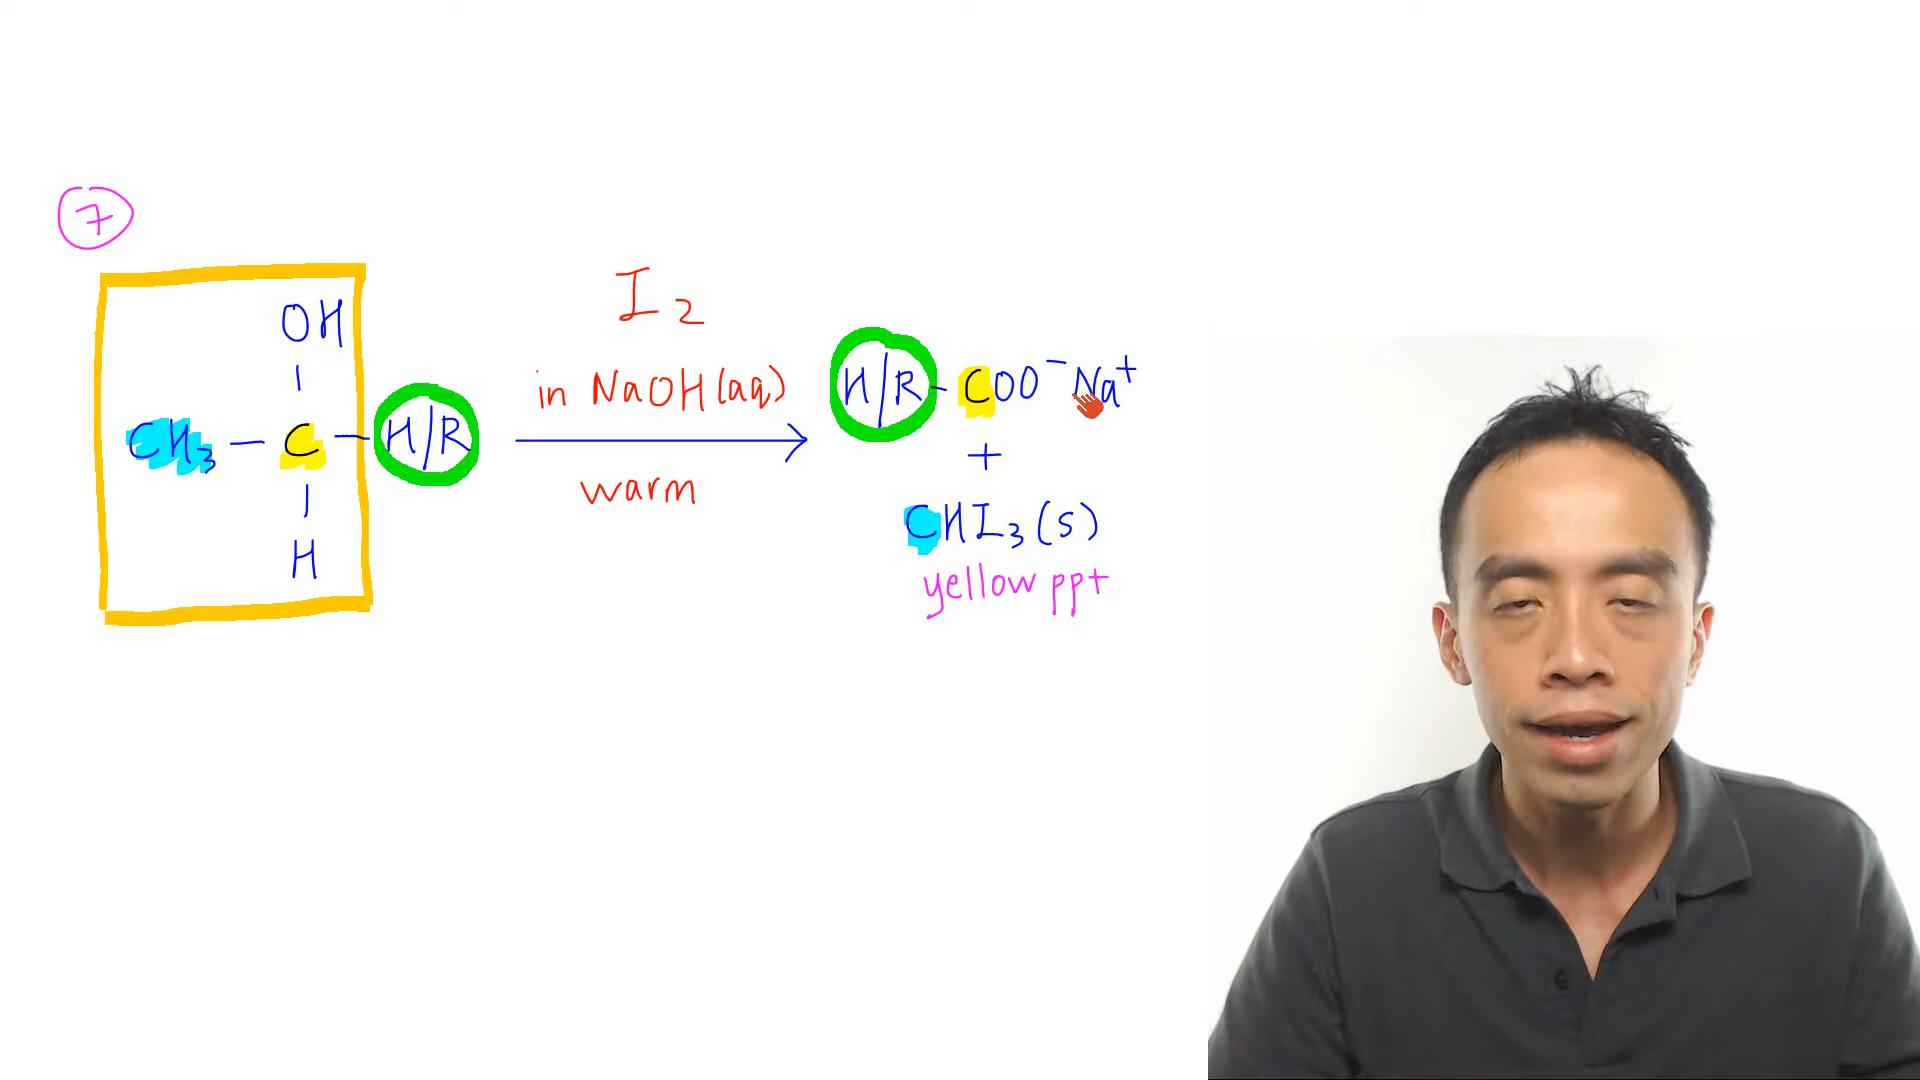 7
OH
CH₃ – C – H/R
H
I₂
in NaOH(aq)
warm
H/R - COO⁻Na⁺
+
CHI₃(s)
yellow ppt